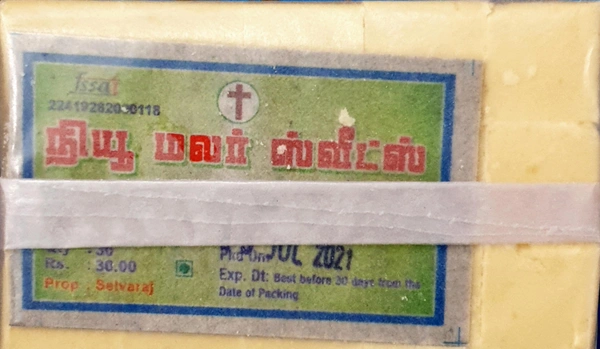 fssai
22419282000118
நியூ மலர் ஸ்வீட்ஸ்
JUL 2021
Rs. : 30.00
Exp. Dt: Best before 30 days from the
Date of Packing
Prop : Selvaraj